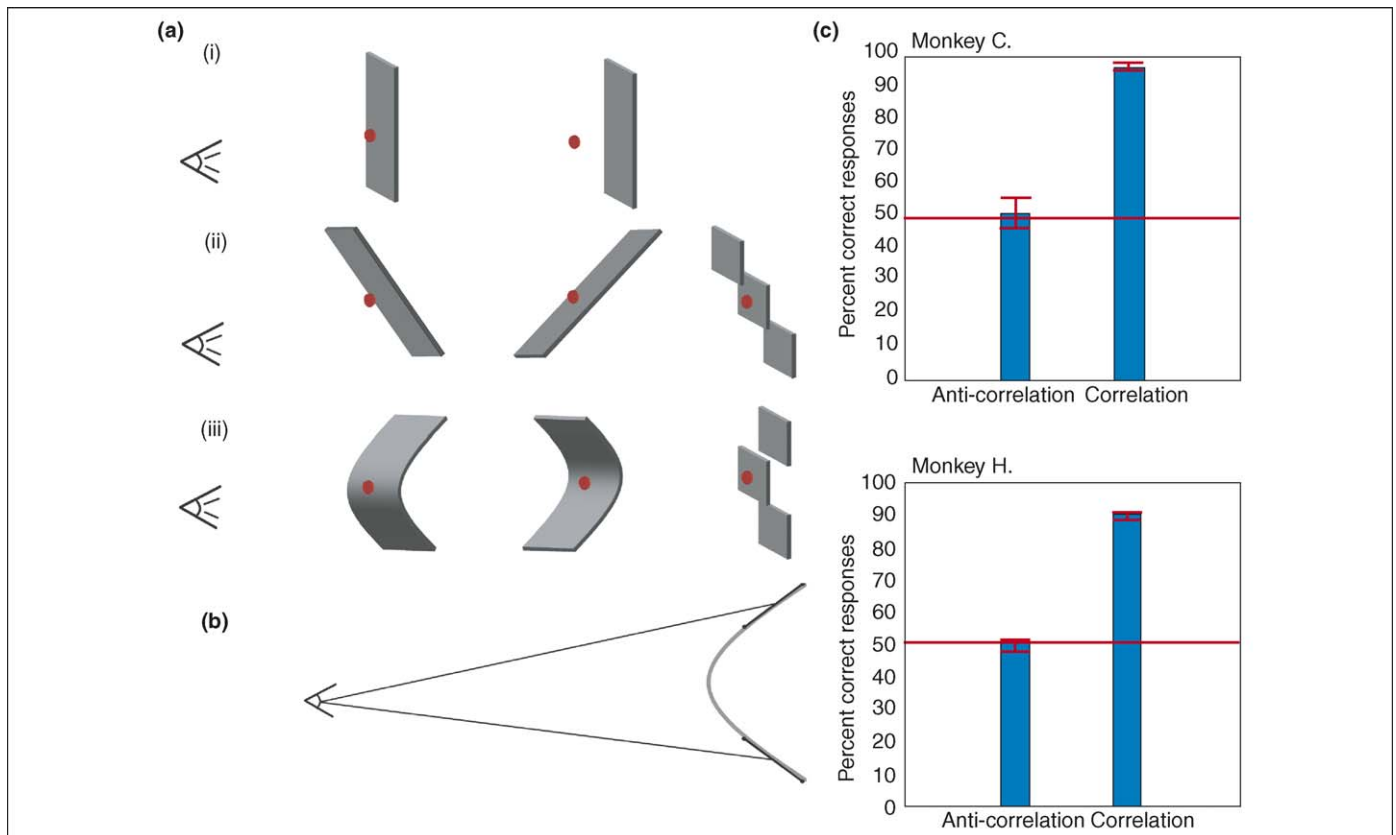 (a)
(i)
(ii)
(iii)
(b)
(c)
Monkey C.
Percent correct responses
100
90
80
70
60
50
40
30
20
10
0
Anti-correlation Correlation
Monkey H.
Percent correct responses
100
90
80
70
60
50
40
30
20
10
0
Anti-correlation Correlation